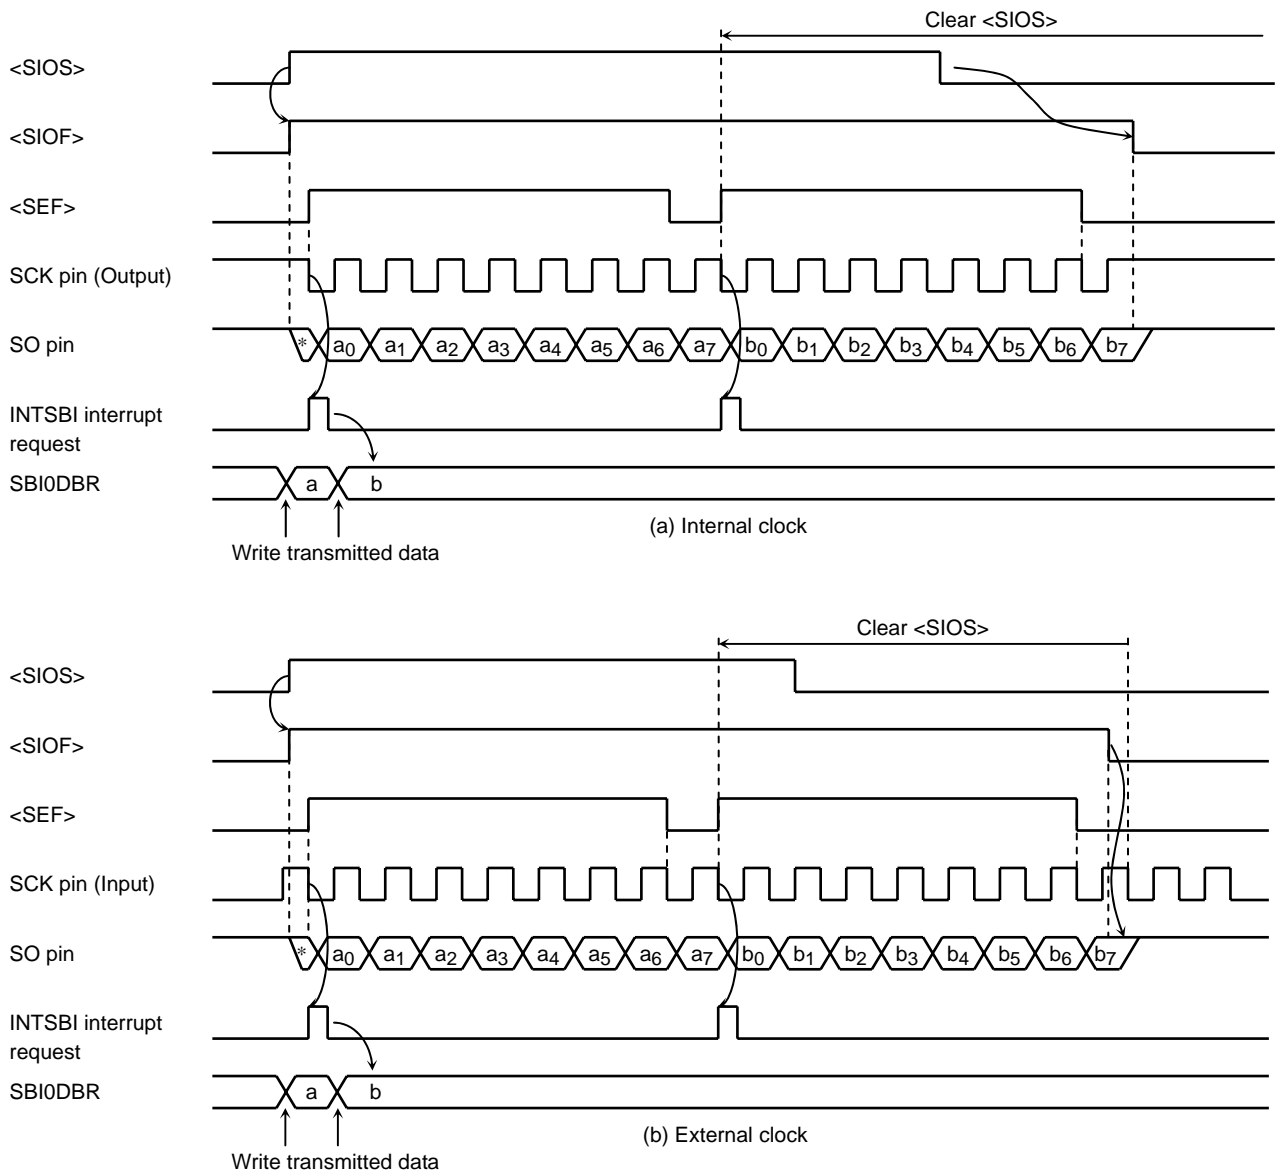 Clear <SIOS>
<SIOS>
<SIOF>
<SEF>
SCK pin (Output)
SO pin
* a0 a1 a2 a3 a4 a5 a6 a7 b0 b1 b2 b3 b4 b5 b6 b7
INTSBI interrupt
request
SBI0DBR
a b
(a) Internal clock
Write transmitted data
Clear <SIOS>
<SIOS>
<SIOF>
<SEF>
SCK pin (Input)
SO pin
* a0 a1 a2 a3 a4 a5 a6 a7 b0 b1 b2 b3 b4 b5 b6 b7
INTSBI interrupt
request
SBI0DBR
a b
(b) External clock
Write transmitted data